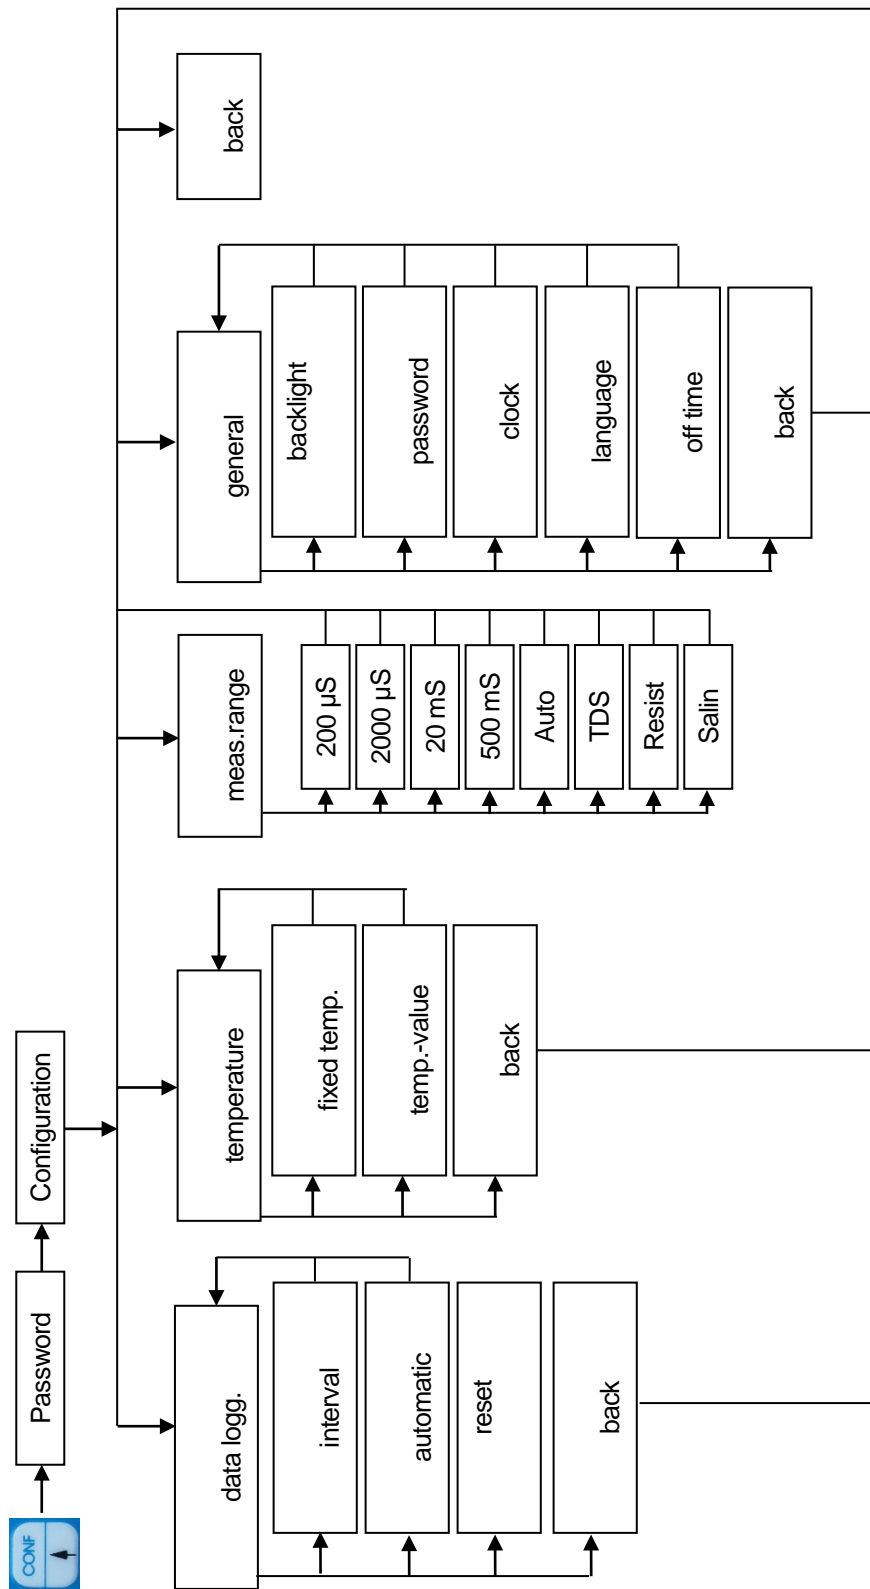 CONF
Password
Configuration
data logg.
interval
automatic
reset
back
temperature
fixed temp.
temp.-value
back
meas.range
200 µS
2000 µS
20 mS
500 mS
Auto
TDS
Resist
Salin
general
backlight
password
clock
language
off time
back
back